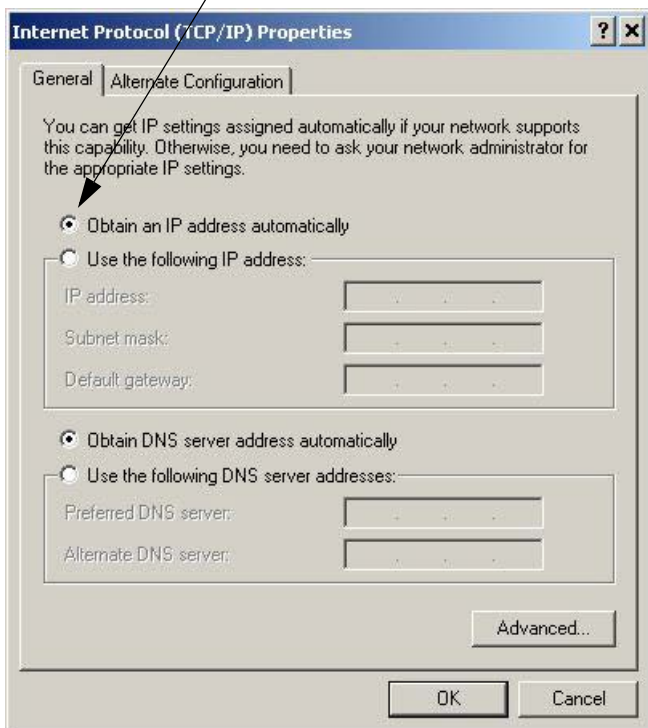 Internet Protocol (TCP/IP) Properties
General
Alternate Configuration
You can get IP settings assigned automatically if your network supports
this capability. Otherwise, you need to ask your network administrator for
the appropriate IP settings.
Obtain an IP address automatically
Use the following IP address:
IP address:
Subnet mask:
Default gateway:
Obtain DNS server address automatically
Use the following DNS server addresses:
Preferred DNS server:
Alternate DNS server:
Advanced...
OK
Cancel